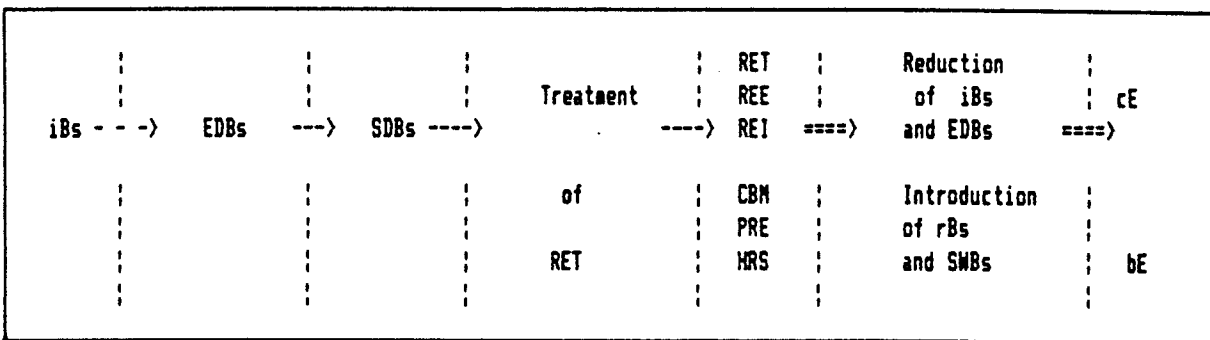 RET Reduction
Treatment REE of iBs cE
iBs - - -> EDBs ---> SDBs ----> ----> REI ====> and EDBs ====>
of CBM Introduction
PRE of rBs
RET HRS and SWBs bE